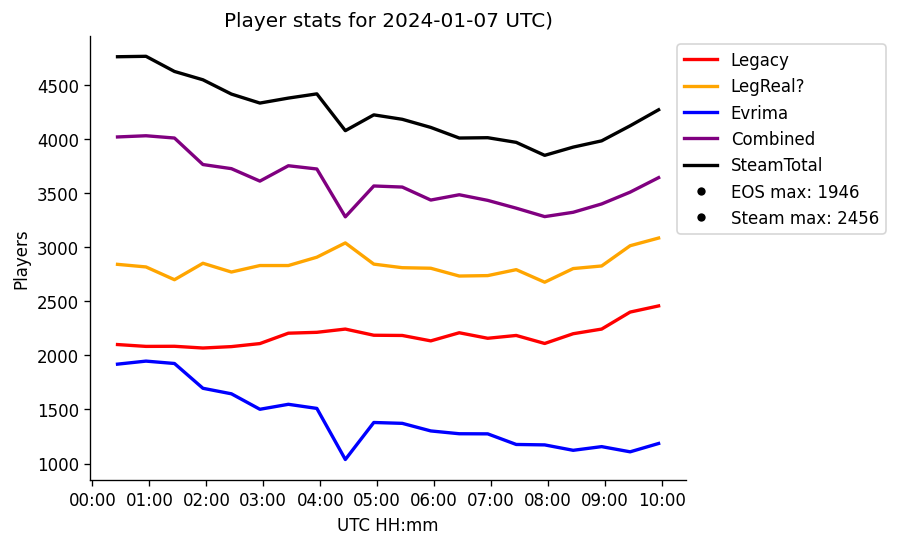 Player stats for 2024-01-07 UTC)
Legacy
LegReal?
Evrima
Combined
SteamTotal
EOS max: 1946
Steam max: 2456
Players
4500
4000
3500
3000
2500
2000
1500
1000
00:00 01:00 02:00 03:00 04:00 05:00 06:00 07:00 08:00 09:00 10:00
UTC HH:mm